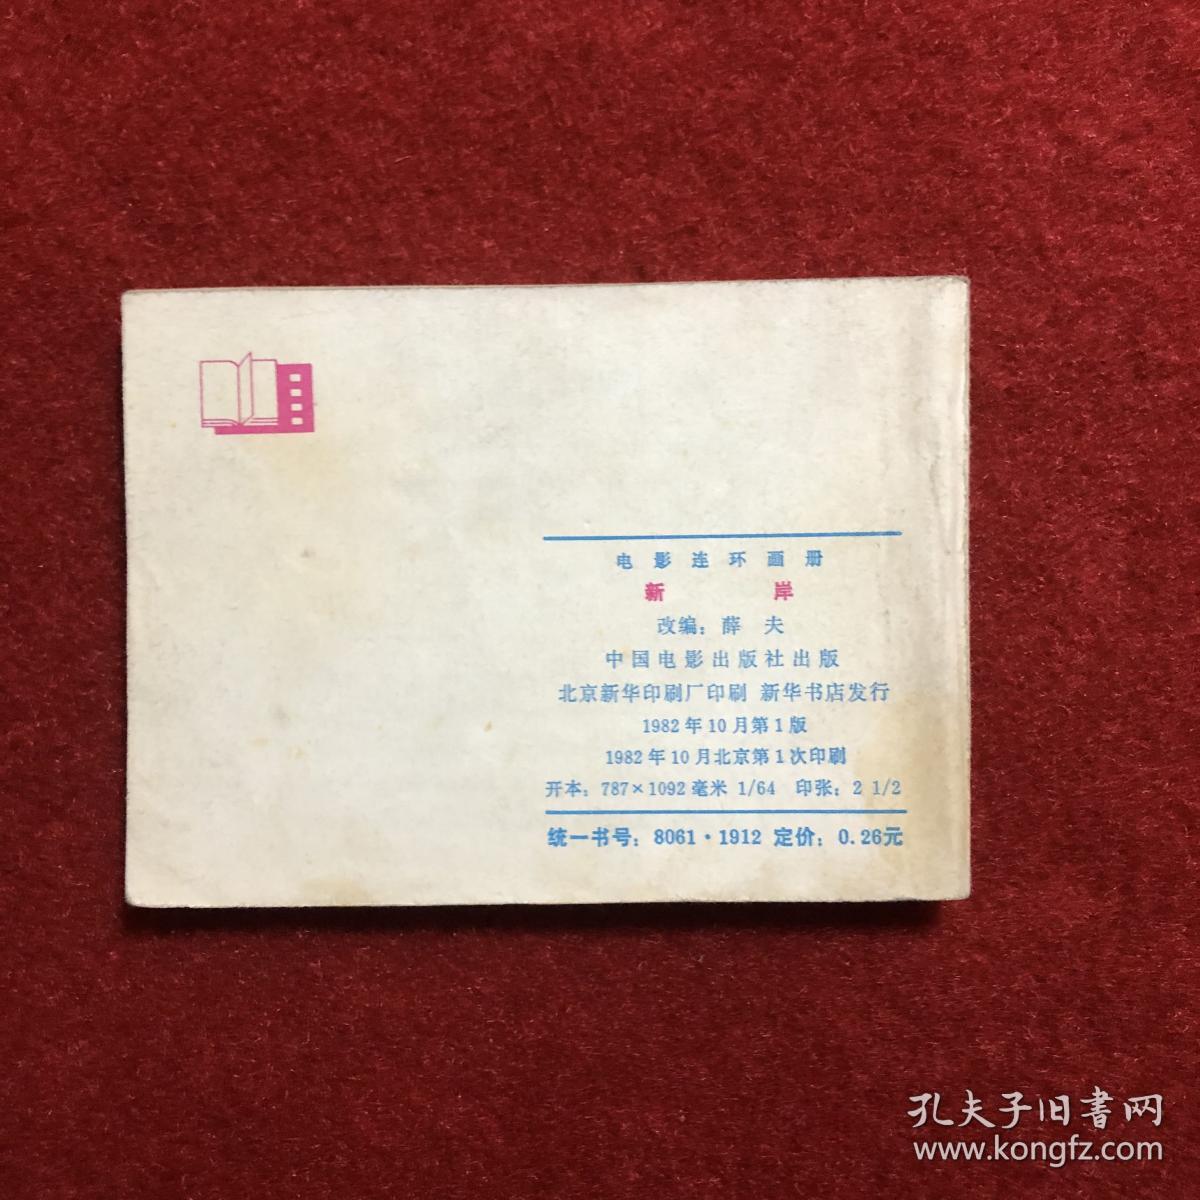 电影连环画册
新岸
改编：薛夫
中国电影出版社出版
北京新华印刷厂印刷 新华书店发行
1982年10月第1版
1982年10月北京第1次印刷
开本：787×1092毫米 1/64 印张：2 1/2
统一书号：8061·1912 定价：0.26元
孔夫子旧書网
www.kongfz.com